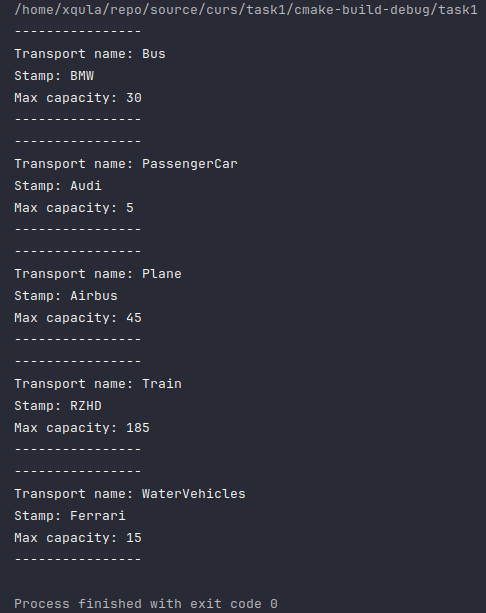 /home/xqula/repo/source/curs/task1/cmake-build-debug/task1
----------------
Transport name: Bus
Stamp: BMW
Max capacity: 30
----------------
----------------
Transport name: PassengerCar
Stamp: Audi
Max capacity: 5
----------------
----------------
Transport name: Plane
Stamp: Airbus
Max capacity: 45
----------------
----------------
Transport name: Train
Stamp: RZHD
Max capacity: 185
----------------
----------------
Transport name: WaterVehicles
Stamp: Ferrari
Max capacity: 15
----------------
Process finished with exit code 0